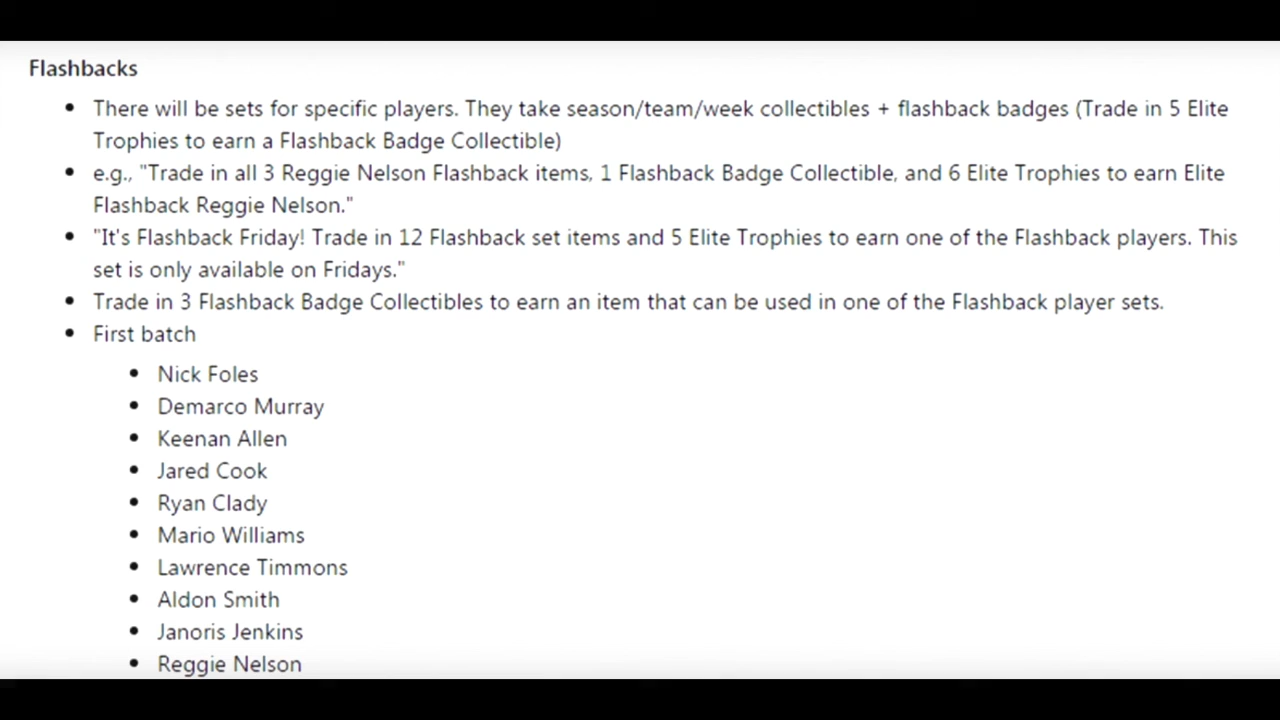 Flashbacks
• There will be sets for specific players. They take season/team/week collectibles + flashback badges (Trade in 5 Elite
Trophies to earn a Flashback Badge Collectible)
• e.g., "Trade in all 3 Reggie Nelson Flashback items, 1 Flashback Badge Collectible, and 6 Elite Trophies to earn Elite
Flashback Reggie Nelson."
• "It's Flashback Friday! Trade in 12 Flashback set items and 5 Elite Trophies to earn one of the Flashback players. This
set is only available on Fridays."
• Trade in 3 Flashback Badge Collectibles to earn an item that can be used in one of the Flashback player sets.
• First batch
• Nick Foles
• Demarco Murray
• Keenan Allen
• Jared Cook
• Ryan Clady
• Mario Williams
• Lawrence Timmons
• Aldon Smith
• Janoris Jenkins
• Reggie Nelson